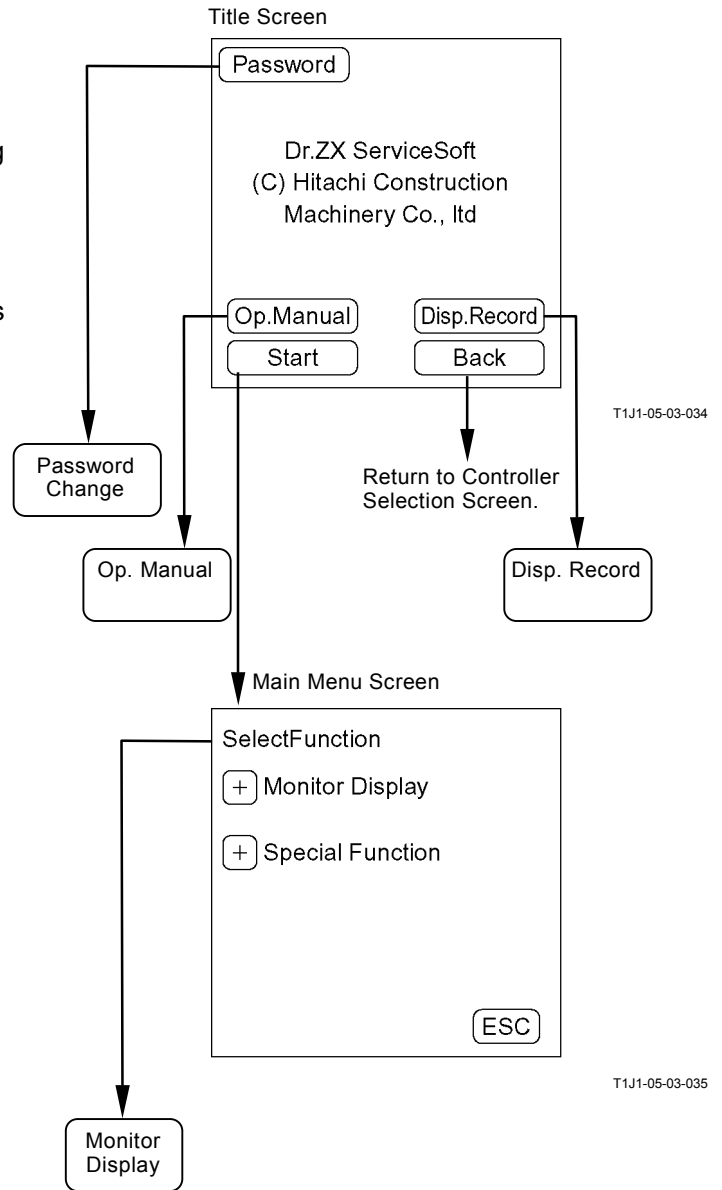 Title Screen
Password
g
Dr.ZX ServiceSoft
(C) Hitachi Construction
Machinery Co., ltd
s
Op.Manual
Disp.Record
Start
Back
T1J1-05-03-034
Password
Change
Return to Controller
Selection Screen.
Op. Manual
Disp. Record
Main Menu Screen
SelectFunction
+ Monitor Display
+ Special Function
ESC
T1J1-05-03-035
Monitor
Display